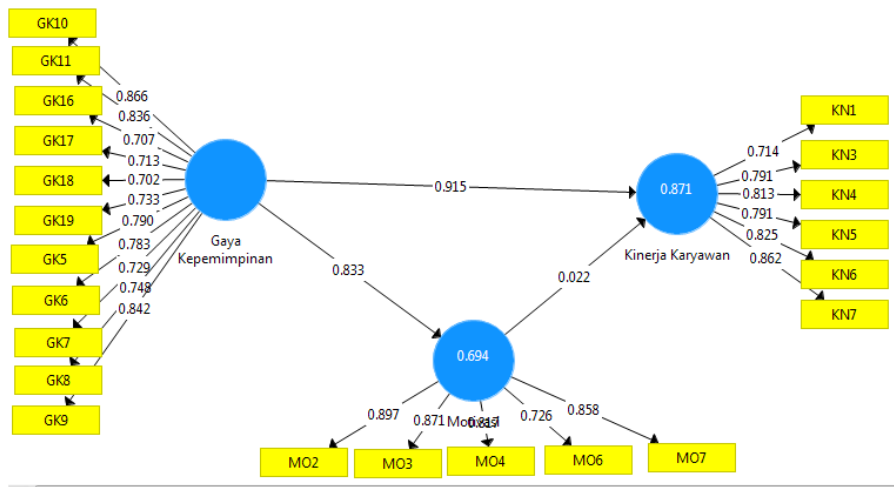 GK10
GK11
GK16
GK17
GK18
GK19
GK5
GK6
GK7
GK8
GK9
0.866
0.836
0.707
0.713
0.702
0.733
0.790
0.783
0.729
0.748
0.842
Gaya
Kepemimpinan
0.915
0.833
0.022
0.871
Kinerja Karyawan
0.714
0.791
0.813
0.791
0.825
0.862
KN1
KN3
KN4
KN5
KN6
KN7
0.694
0.897
0.871
0.726
0.858
MO2
MO3
MO4
MO6
MO7